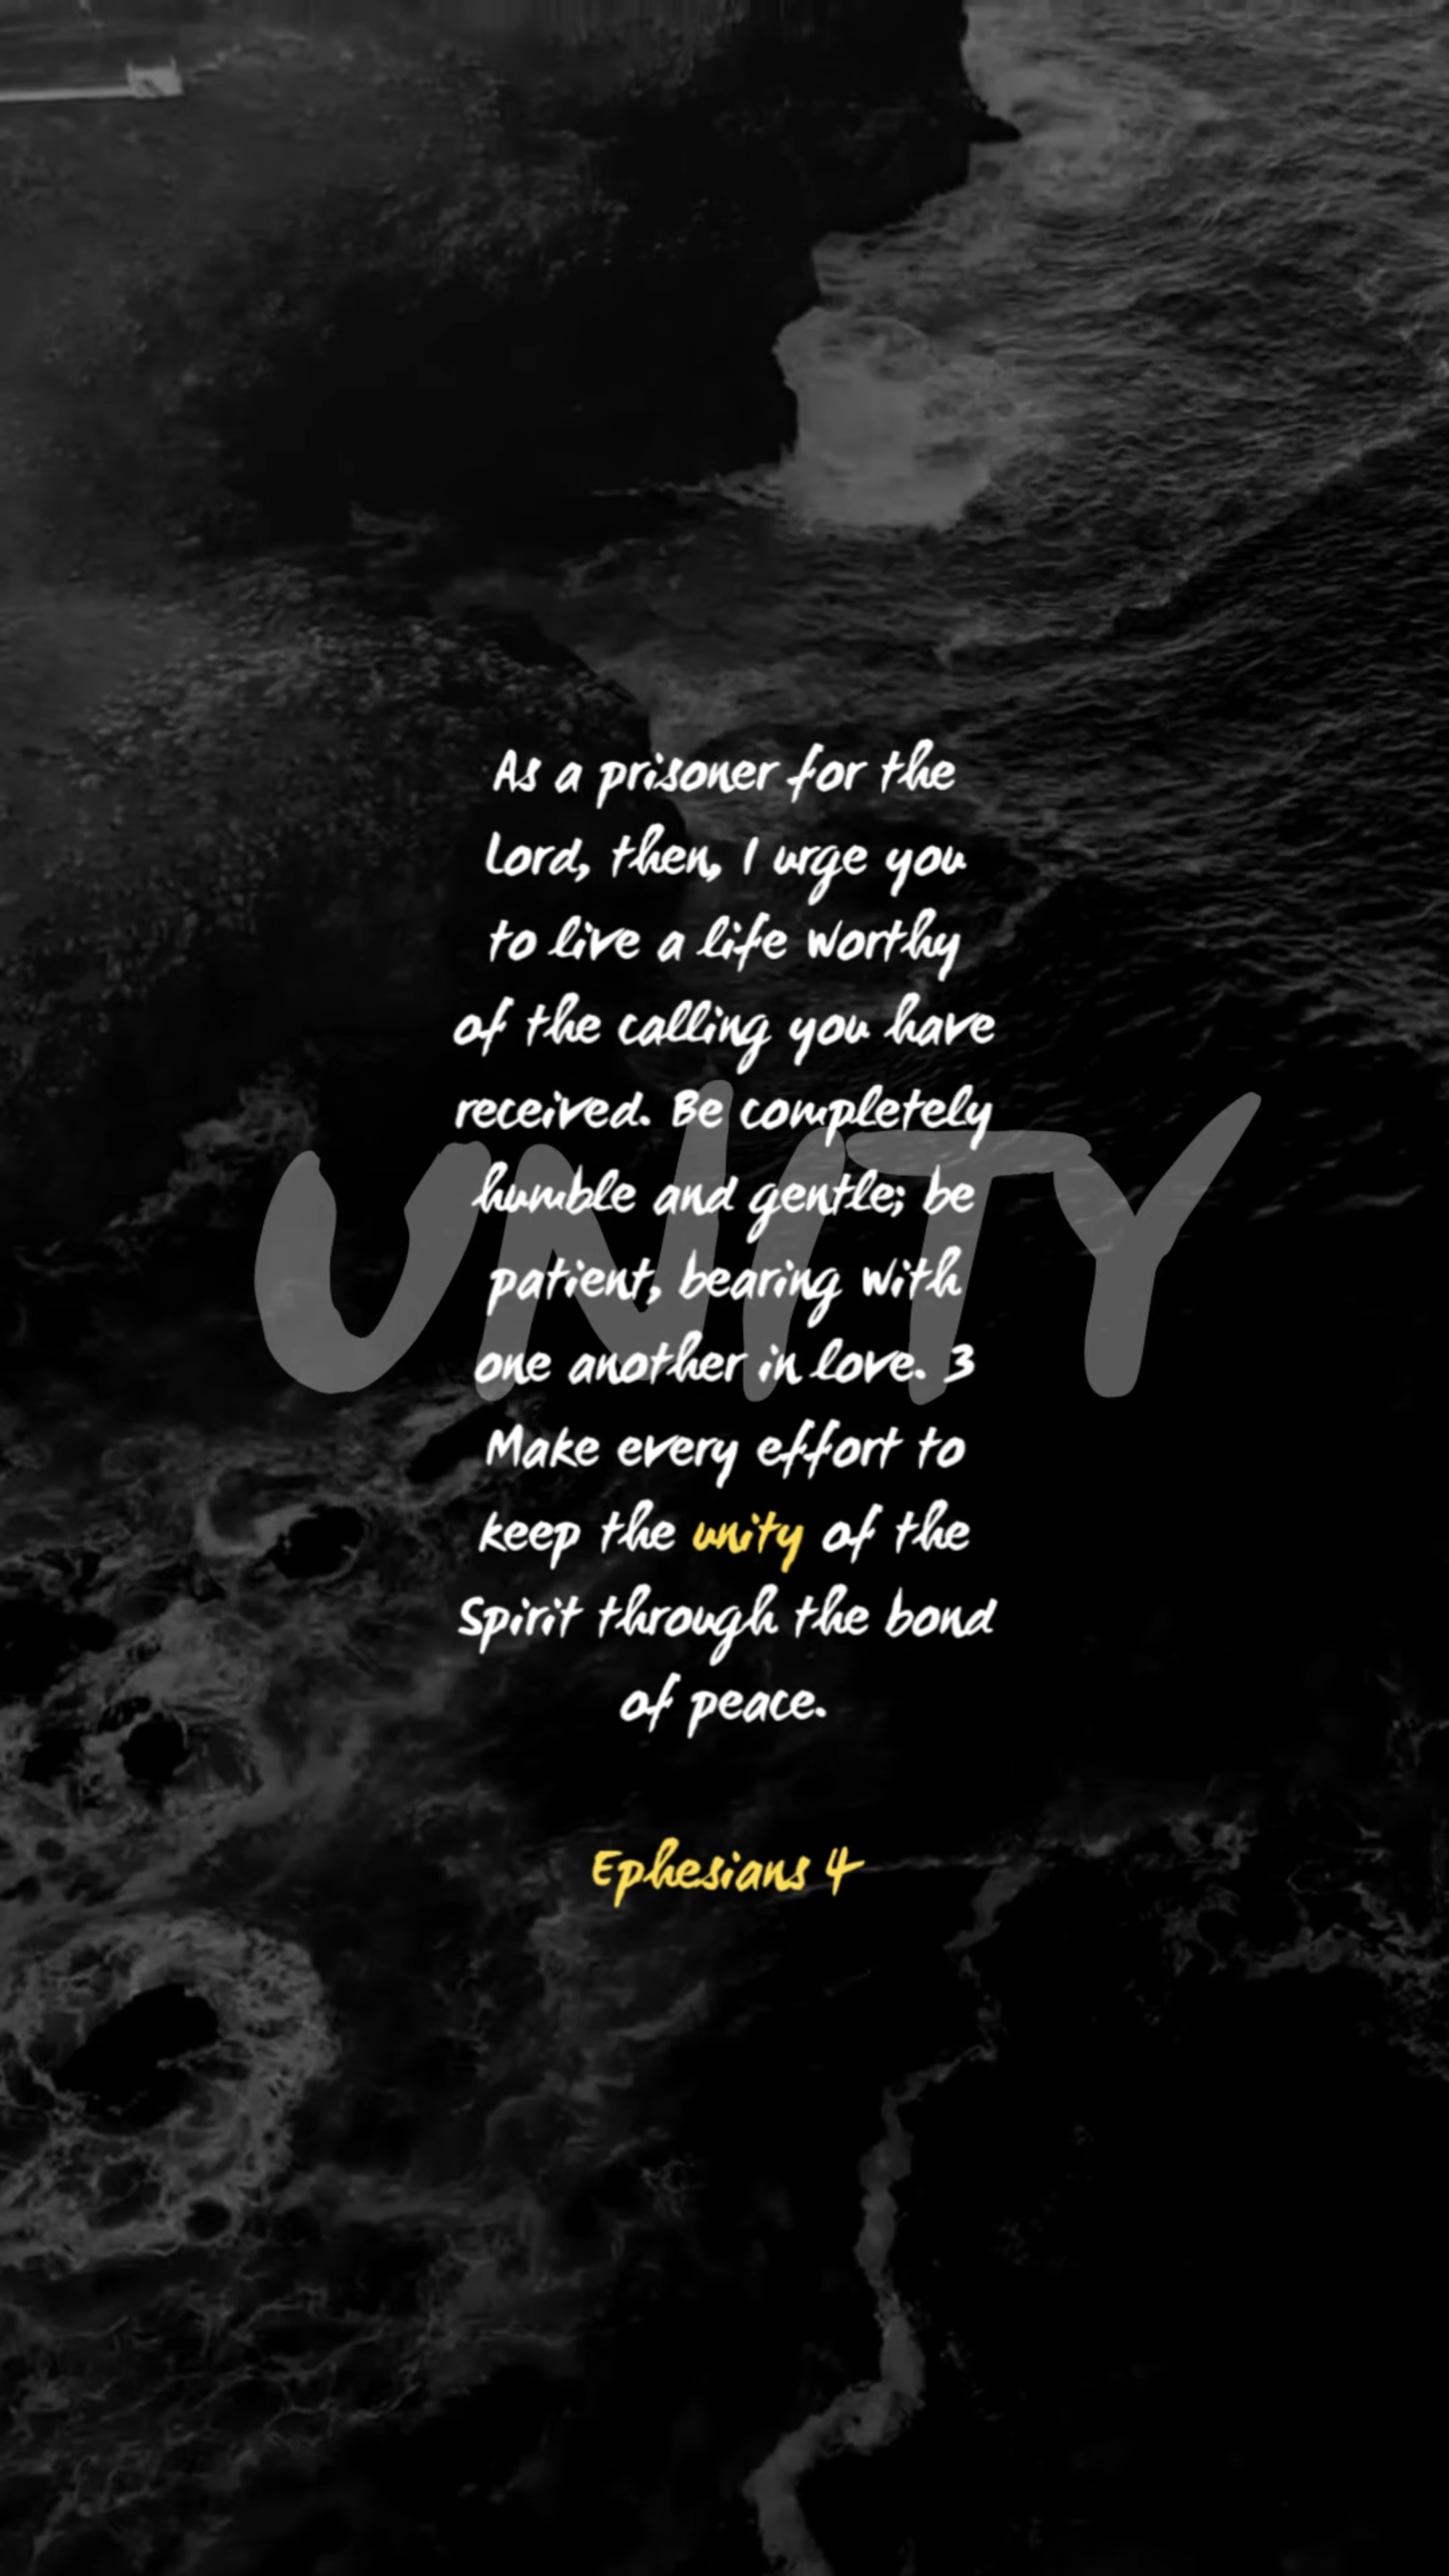 As a prisoner for the
Lord, then, I urge you
to live a life worthy
of the calling you have
received. Be completely
humble and gentle; be
patient, bearing with
one another in love. 3
Make every effort to
keep the unity of the
Spirit through the bond
of peace.
UNITY
Ephesians 4